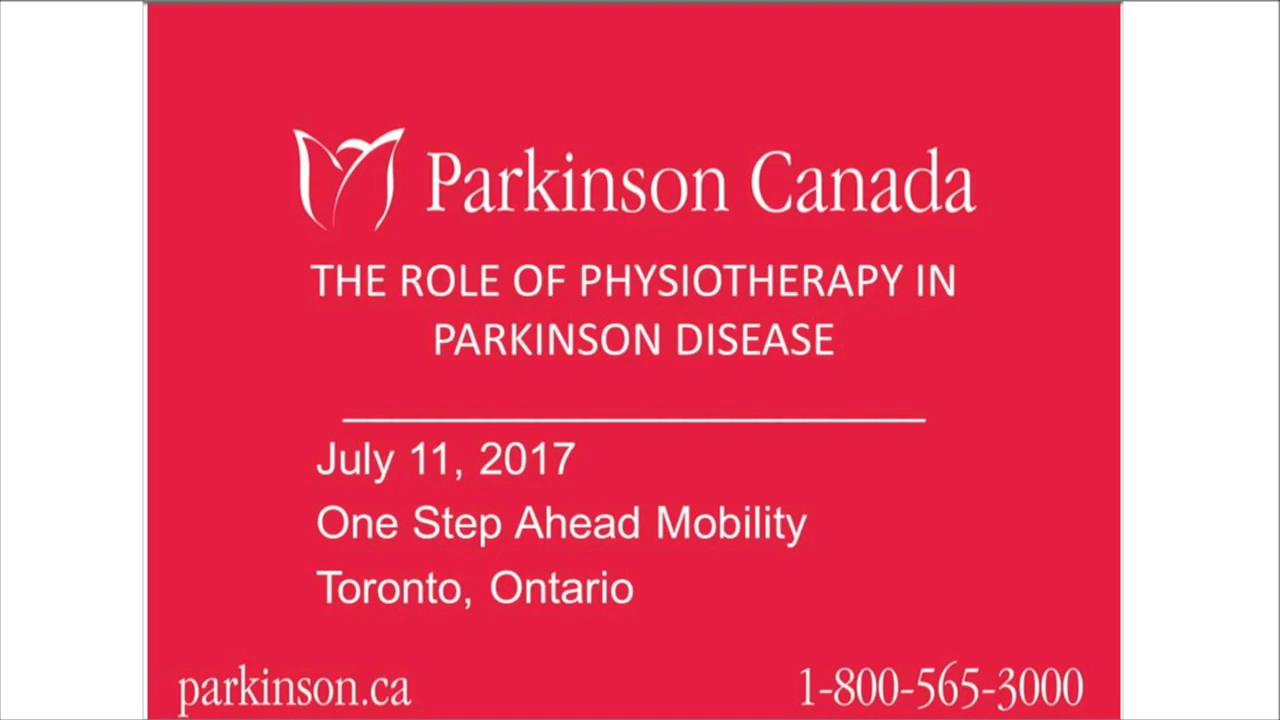 Parkinson Canada
THE ROLE OF PHYSIOTHERAPY IN
PARKINSON DISEASE
July 11, 2017
One Step Ahead Mobility
Toronto, Ontario
parkinson.ca
1-800-565-3000